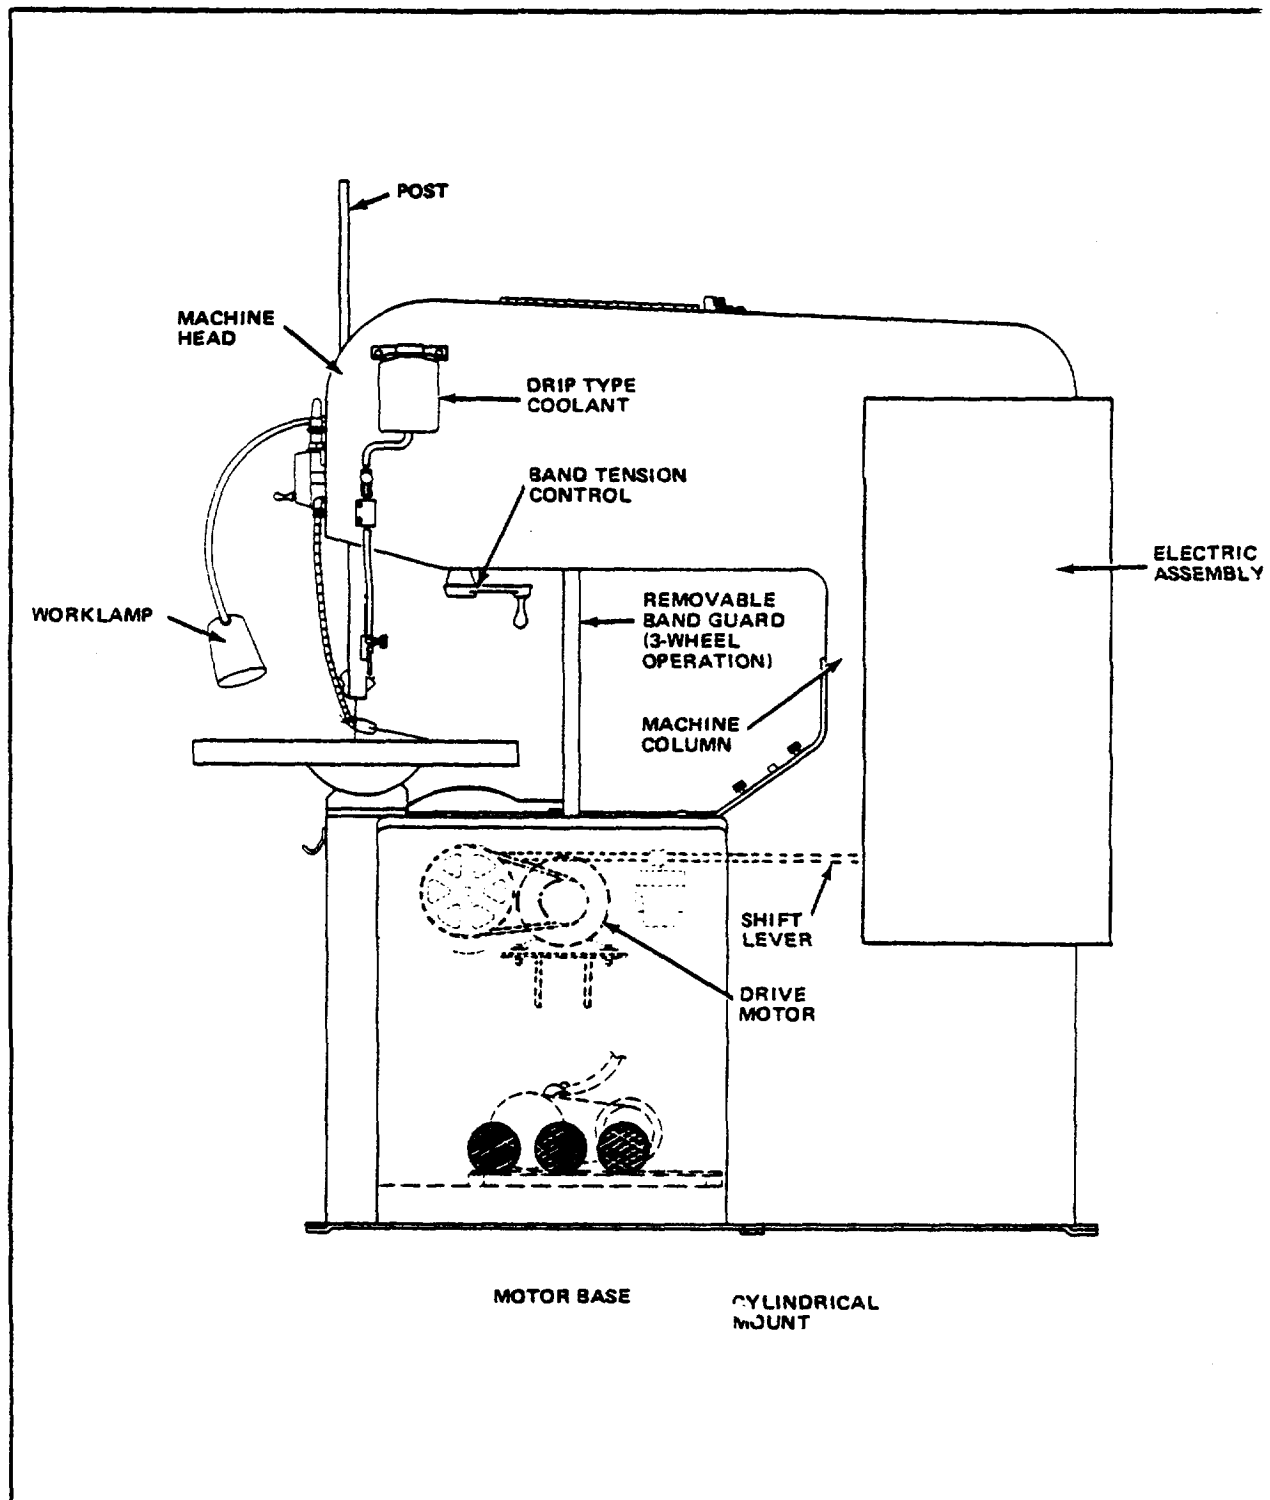 POST
MACHINE
HEAD
DRIP TYPE
COOLANT
BAND TENSION
CONTROL
ELECTRIC
ASSEMBLY
REMOVABLE
BAND GUARD
(3-WHEEL
OPERATION)
WORKLAMP
MACHINE
COLUMN
SHIFT
LEVER
DRIVE
MOTOR
MOTOR BASE
CYLINDRICAL
MOUNT